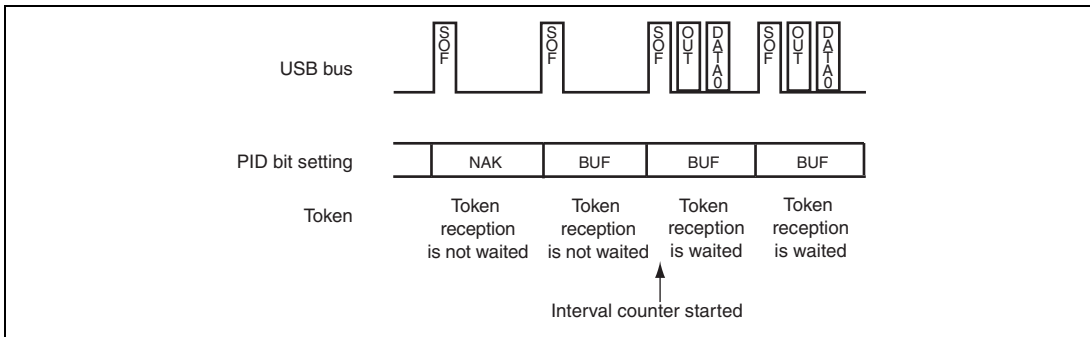 USB bus
SOF
SOF
SOF
OUT
DATA0
SOF
OUT
DATA0
PID bit setting
NAK
BUF
BUF
BUF
Token
Token
reception
is not waited
Token
reception
is not waited
Token
reception
is waited
Token
reception
is waited
Interval counter started